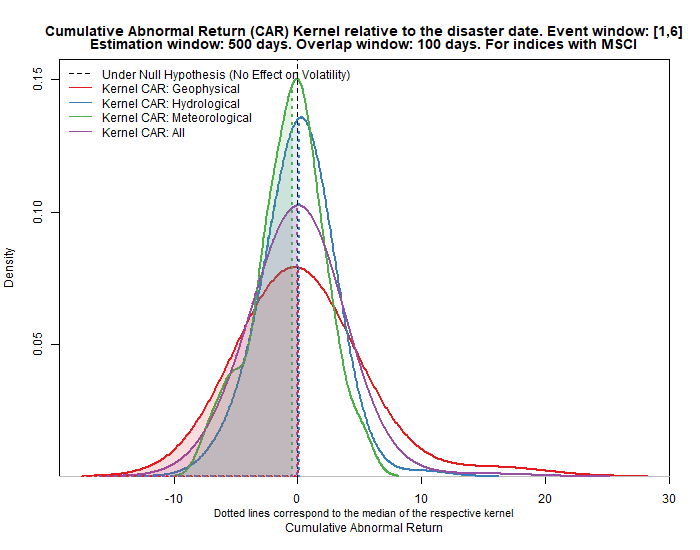 Cumulative Abnormal Return (CAR) Kernel relative to the disaster date. Event window: [1,6]
Estimation window: 500 days. Overlap window: 100 days. For indices with MSCI
Under Null Hypothesis (No Effect on Volatility)
Kernel CAR: Geophysical
Kernel CAR: Hydrological
Kernel CAR: Meteorological
Kernel CAR: All
0.15
0.10
0.05
Density
-10 0 10 20 30
Dotted lines correspond to the median of the respective kernel
Cumulative Abnormal Return